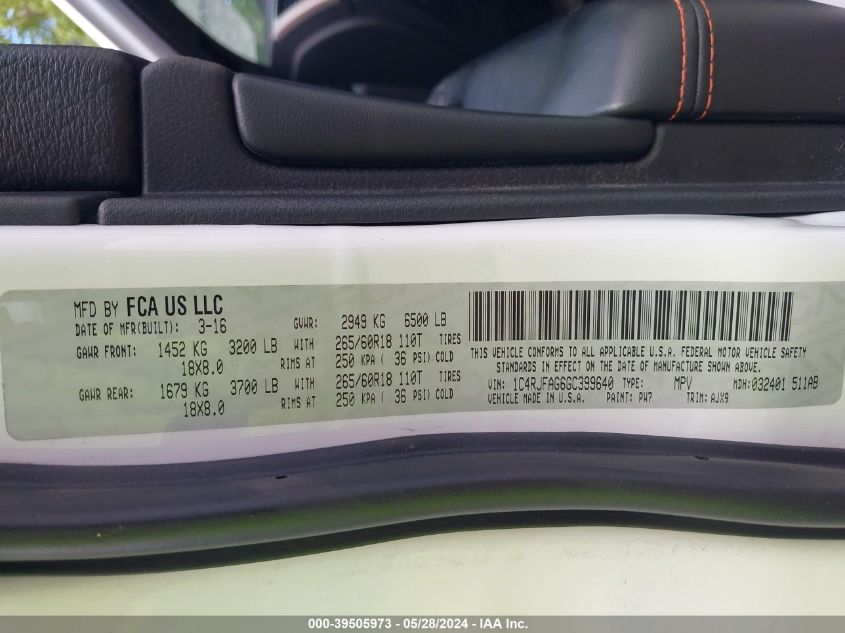 MFD BY FCA US LLC
DATE OF MFR(BUILT): 3-16 GVWR: 2949 KG 6500 LB
GAWR FRONT: 1452 KG 3200 LB WITH 265/60R18 110T TIRES
18X8.0 RIMS AT 250 KPA ( 36 PSI) COLD
GAWR REAR: 1679 KG 3700 LB WITH 265/60R18 110T TIRES
18X8.0 RIMS AT 250 KPA ( 36 PSI) COLD
THIS VEHICLE CONFORMS TO ALL APPLICABLE U.S.A. FEDERAL MOTOR VEHICLE SAFETY
STANDARDS IN EFFECT ON THE DATE OF MANUFACTURE SHOWN ABOVE.
VIN: 1C4RJFAG6GC399640 TYPE: MPV MDH: 032401 511AB
VEHICLE MADE IN U.S.A. PAINT: PW7 TRIM: AJX9
000-39505973 - 05/28/2024 - IAA Inc.